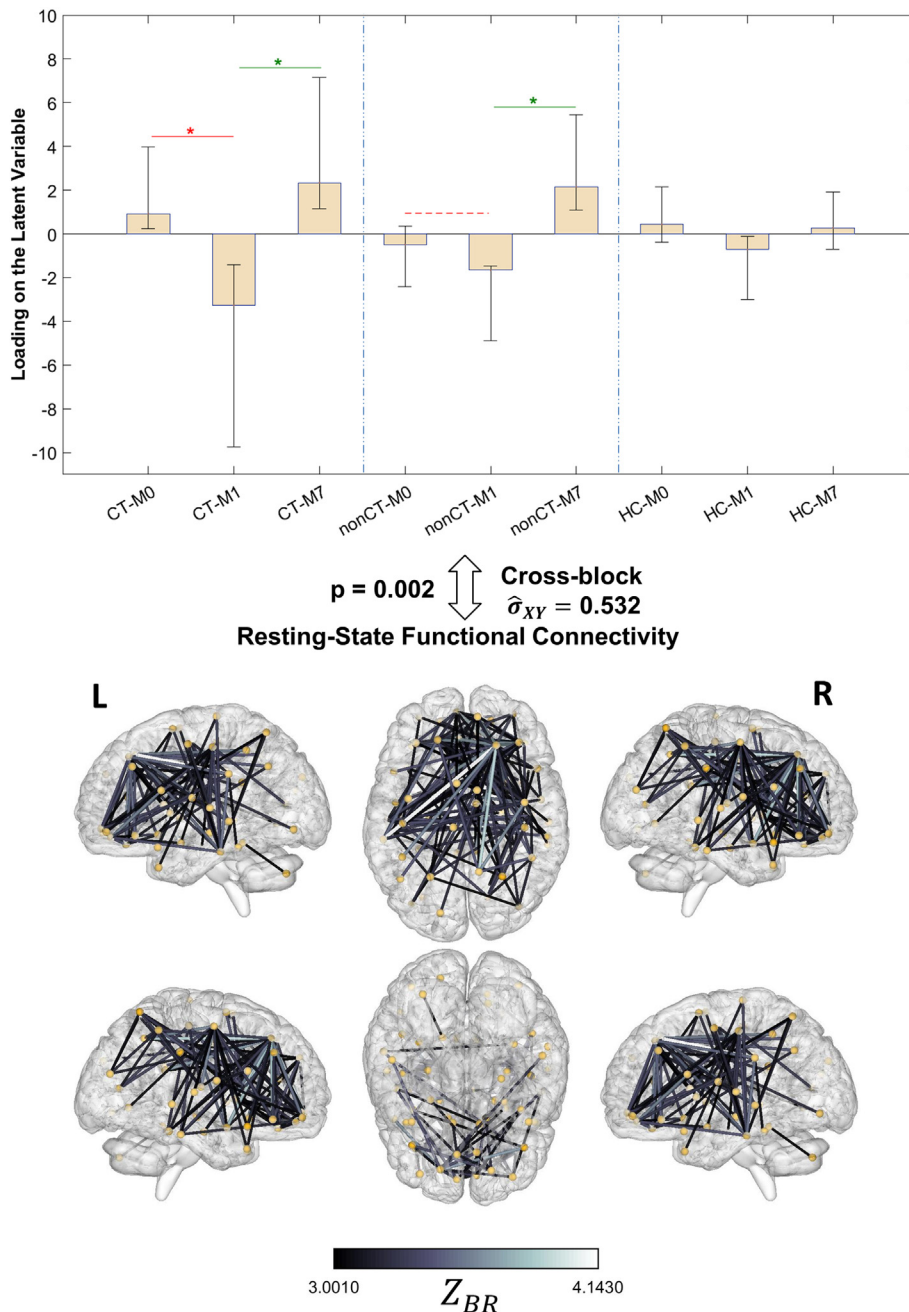 10
8
6
4
2
0
-2
-4
-6
-8
-10
Loading on the Latent Variable
*
*
*
CT-M0
CT-M1
CT-M7
nonCT-M0
nonCT-M1
nonCT-M7
HC-M0
HC-M1
HC-M7
p = 0.002
Cross-block
σ̂_XY = 0.532
Resting-State Functional Connectivity
L
R
3.0010
4.1430
Z_BR